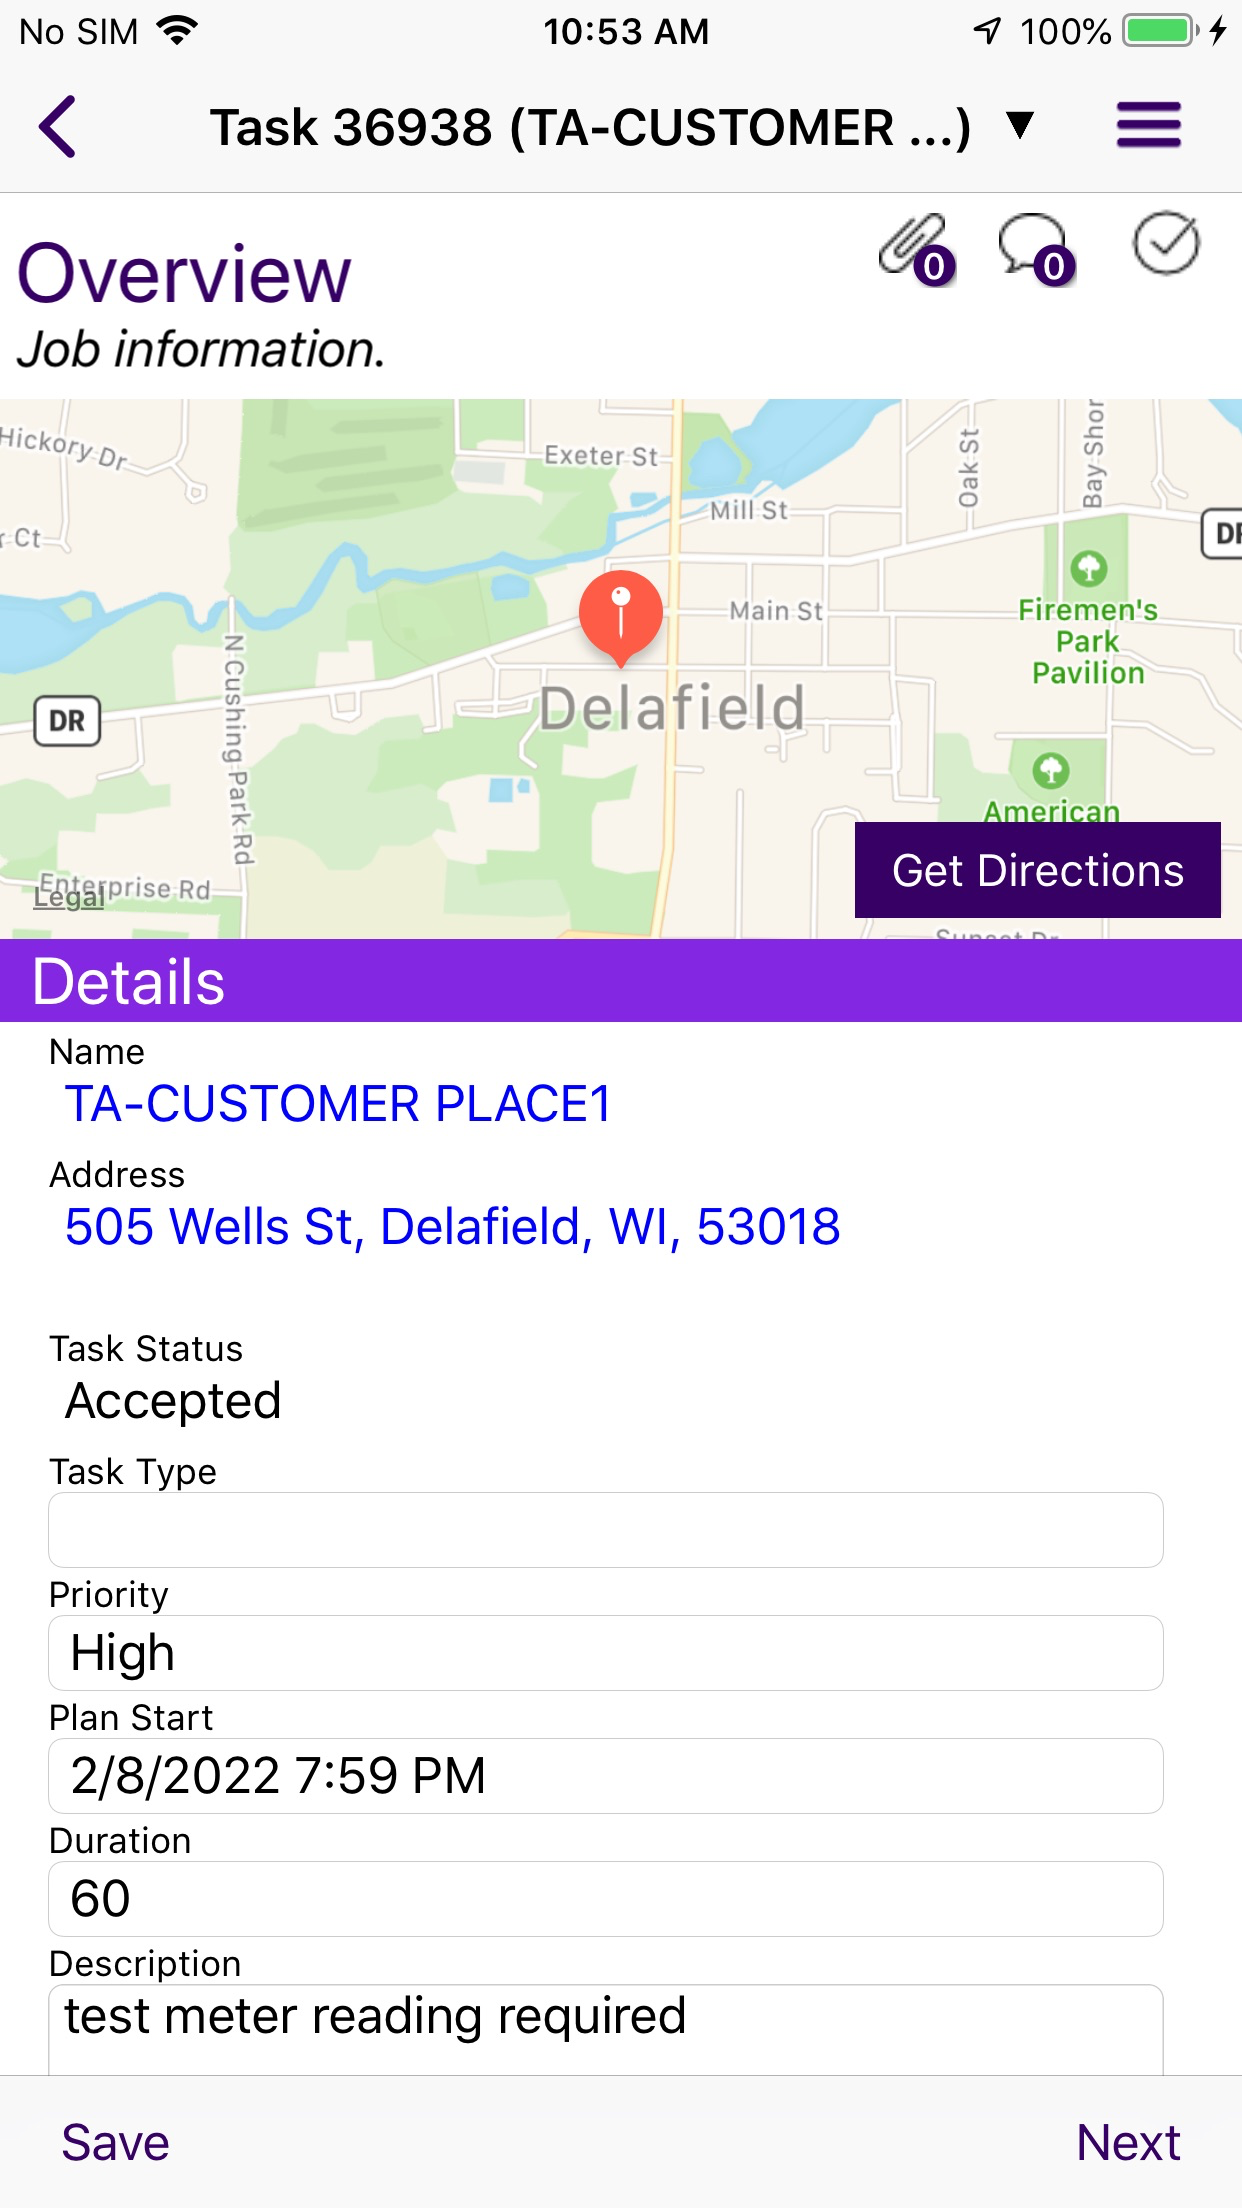 No SIM 10:53 AM 100%
Task 36938 (TA-CUSTOMER ...) ▼
Overview
0 0
Job information.
Hickory Dr
Exeter St
Oak St
Bay Shor
Mill St
r Ct
DR
Main St
Firemen's
Park
Pavilion
N Cushing Park Rd
Delafield
DR
American
Get Directions
Enterprise Rd
Legal
Sunset Dr
Details
Name
TA-CUSTOMER PLACE1
Address
505 Wells St, Delafield, WI, 53018
Task Status
Accepted
Task Type
Priority
High
Plan Start
2/8/2022 7:59 PM
Duration
60
Description
test meter reading required
Save Next